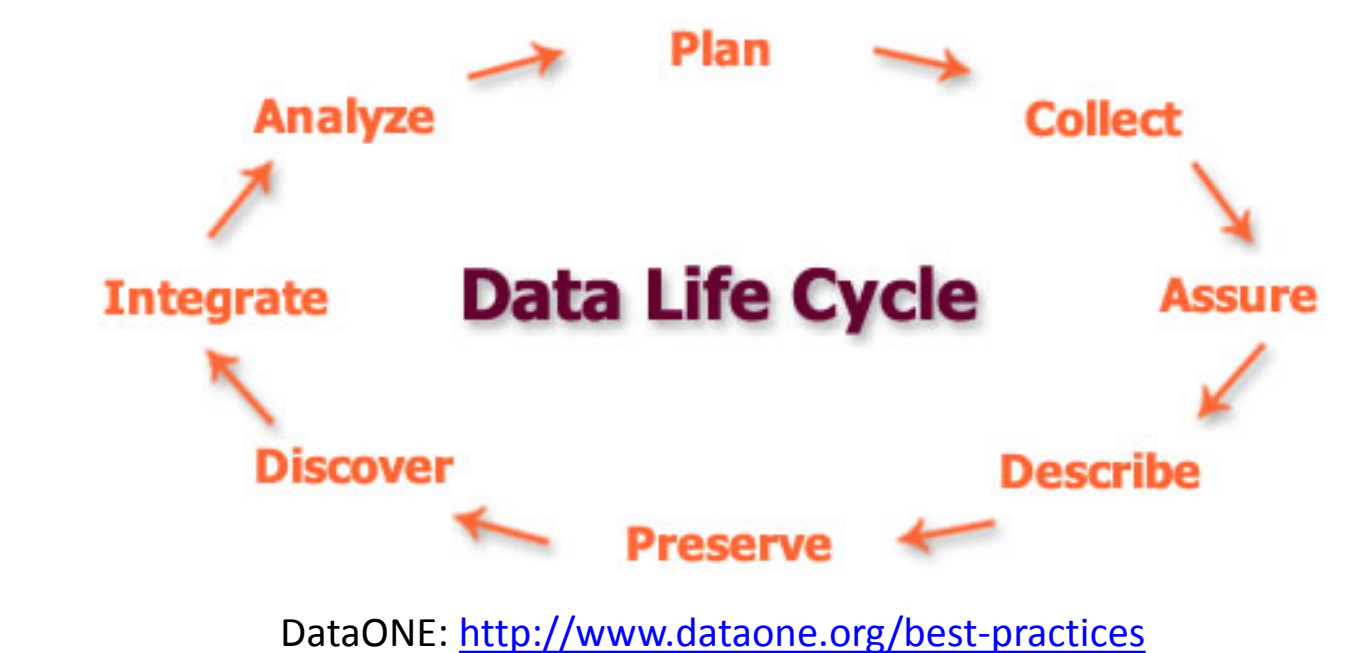 Plan
Analyze
Collect
Integrate
Data Life Cycle
Assure
Discover
Describe
Preserve
DataONE: http://www.dataone.org/best-practices